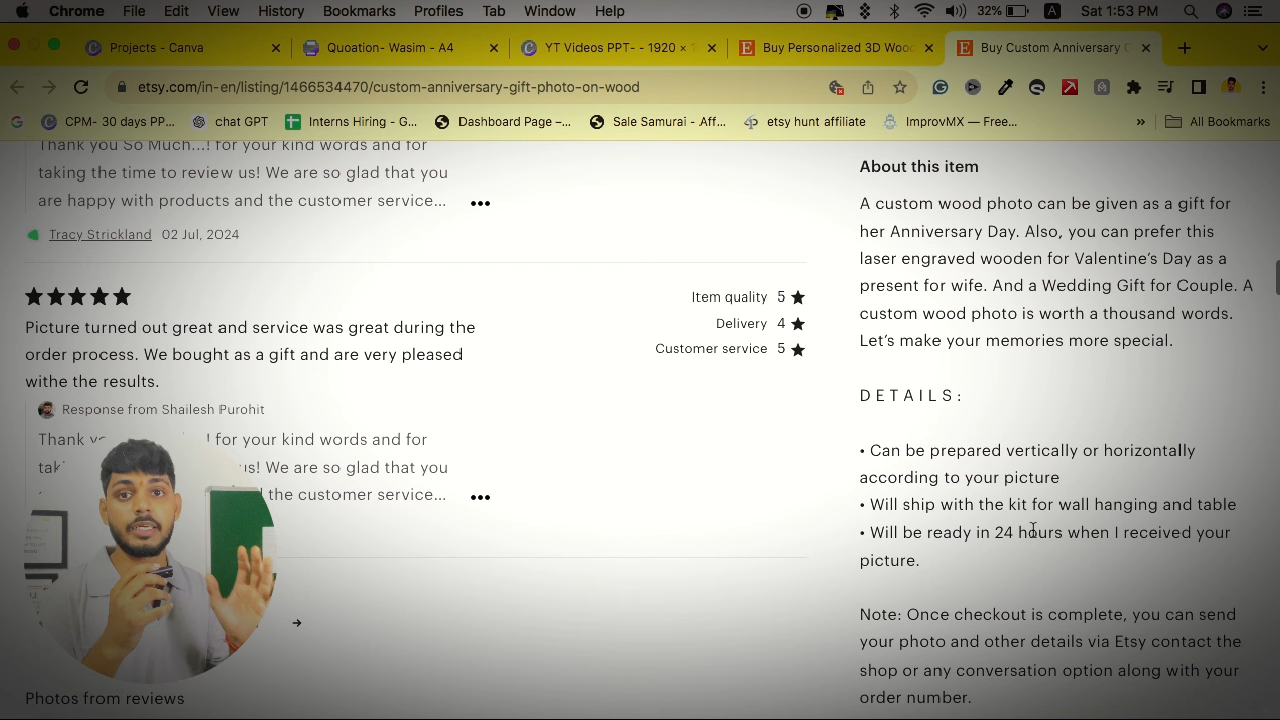 Chrome File Edit View History Bookmarks Profiles Tab Window Help 32% A Sat 1:53 PM
Projects - Canva Quoation- Wasim - A4 YT Videos PPT- - 1920 × Buy Personalized 3D Woo Buy Custom Anniversary
etsy.com/in-en/listing/1466534470/custom-anniversary-gift-photo-on-wood
CPM- 30 days PP... chat GPT Interns Hiring - G... Dashboard Page –... Sale Samurai - Aff... etsy hunt affiliate ImprovMX — Free... » All Bookmarks
Thank you So Much...! for your kind words and for
taking the time to review us! We are so glad that you
are happy with products and the customer service...
Tracy Strickland 02 Jul, 2024
Picture turned out great and service was great during the
order process. We bought as a gift and are very pleased
withe the results.
Item quality 5
Delivery 4
Customer service 5
Response from Shailesh Purohit
Thank ! for your kind words and for
us! We are so glad that you
the customer service...
Photos from reviews
About this item
A custom wood photo can be given as a gift for
her Anniversary Day. Also, you can prefer this
laser engraved wooden for Valentine's Day as a
present for wife. And a Wedding Gift for Couple. A
custom wood photo is worth a thousand words.
Let's make your memories more special.
D E T A I L S :
• Can be prepared vertically or horizontally
according to your picture
• Will ship with the kit for wall hanging and table
• Will be ready in 24 hours when I received your
picture.
Note: Once checkout is complete, you can send
your photo and other details via Etsy contact the
shop or any conversation option along with your
order number.